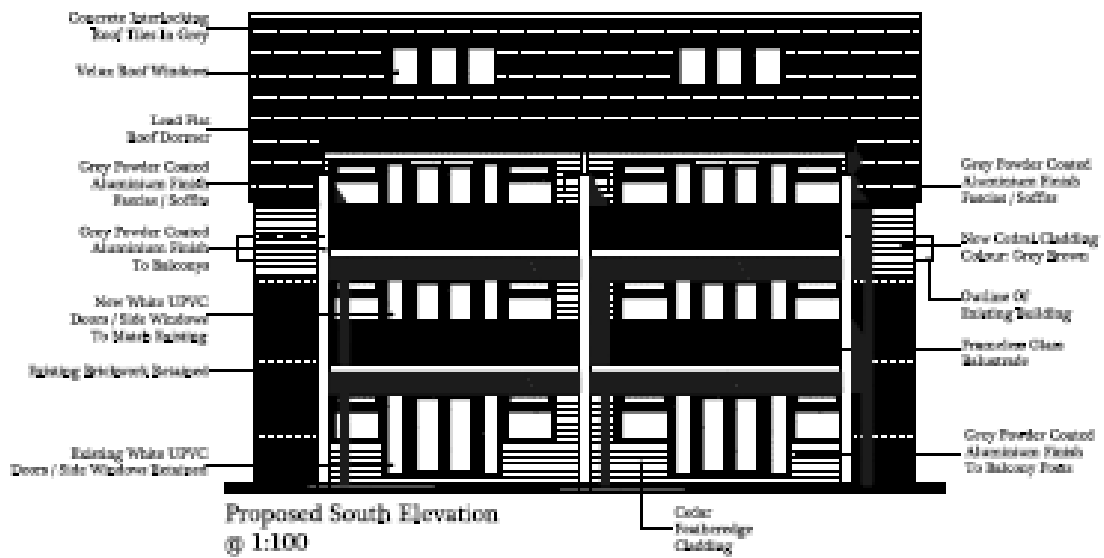 Concrete Interlocking
Roof Tiles In Grey
Velux Roof Windows
Lead Flat
Roof Dormer
Grey Powder Coated
Aluminium Finish
Fascias / Soffits
Grey Powder Coated
Aluminium Finish
To Balconys
New White UPVC
Doors / Side Windows
To Match Existing
Existing Brickwork Retained
Existing White UPVC
Doors / Side Windows Retained
Grey Powder Coated
Aluminium Finish
Fascias / Soffits
New Cedral Cladding
Colour: Grey Brown
Outline Of
Existing Building
Frameless Glass
Balustrade
Grey Powder Coated
Aluminium Finish
To Balcony Posts
Cedar
Featheredge
Cladding
Proposed South Elevation
@ 1:100